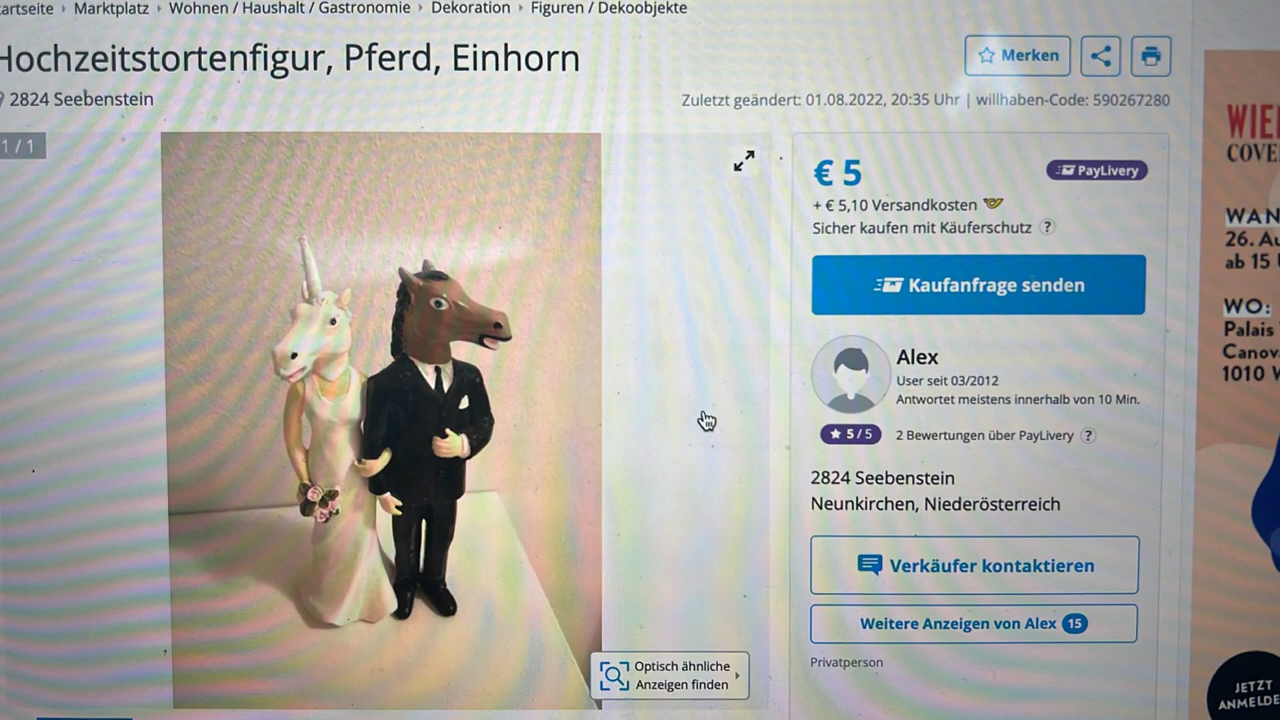 artseite › Marktplatz › Wohnen / Haushalt / Gastronomie › Dekoration › Figuren / Dekoobjekte
Hochzeitstortenfigur, Pferd, Einhorn
Merken
2824 Seebenstein
Zuletzt geändert: 01.08.2022, 20:35 Uhr | willhaben-Code: 590267280
1 / 1
€ 5
PayLivery
+ € 5,10 Versandkosten
Sicher kaufen mit Käuferschutz ?
Kaufanfrage senden
Alex
User seit 03/2012
Antwortet meistens innerhalb von 10 Min.
5 / 5
2 Bewertungen über PayLivery ?
2824 Seebenstein
Neunkirchen, Niederösterreich
Verkäufer kontaktieren
Weitere Anzeigen von Alex 15
Privatperson
Optisch ähnliche
Anzeigen finden
WIE
COVE
WAN
26. Au
ab 15
WO:
Palais
Canov
1010 W
JETZT
ANMELDE